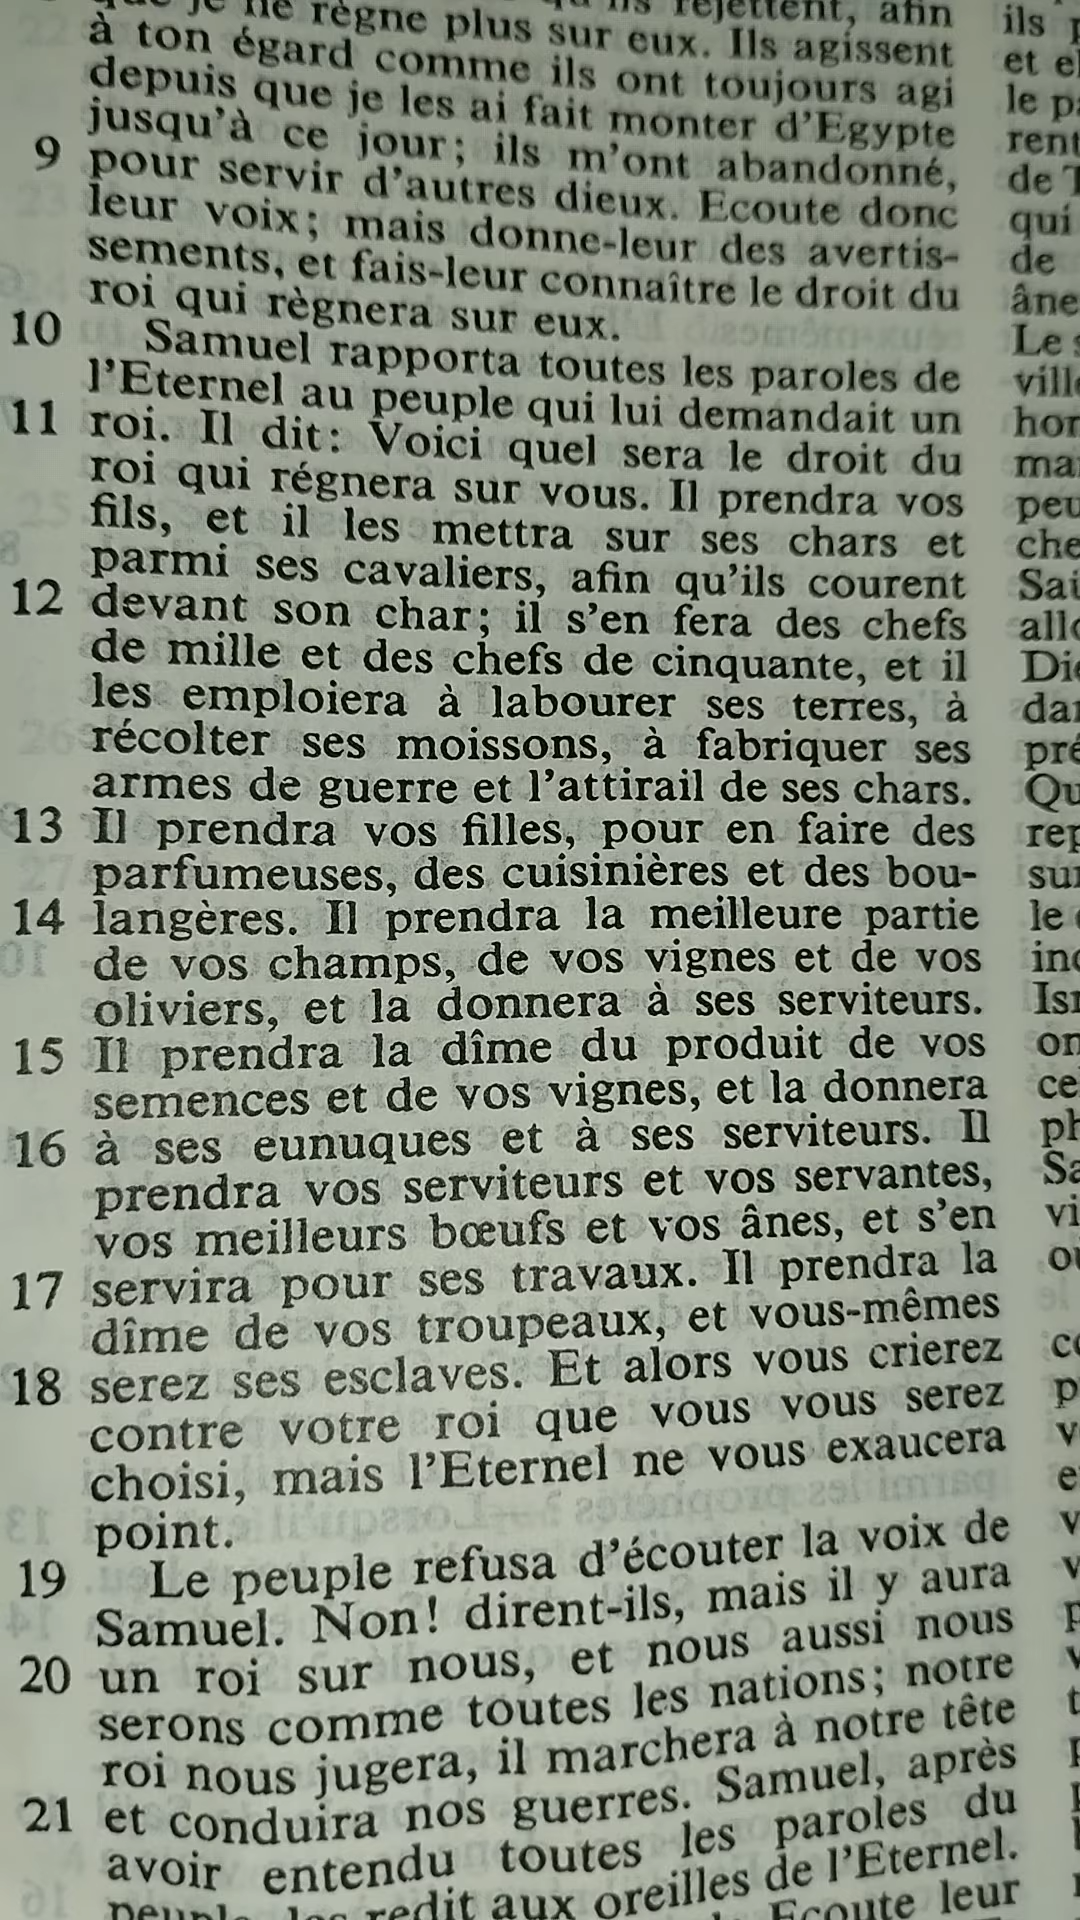 je ne règne plus sur eux. Ils agissent
à ton égard comme ils ont toujours agi
depuis que je les ai fait monter d'Egypte
jusqu'à ce jour; ils m'ont abandonné,
9 pour servir d'autres dieux. Ecoute donc
leur voix; mais donne-leur des avertis-
sements, et fais-leur connaître le droit du
roi qui règnera sur eux.
10 Samuel rapporta toutes les paroles de
l'Eternel au peuple qui lui demandait un
11 roi. Il dit: Voici quel sera le droit du
roi qui régnera sur vous. Il prendra vos
fils, et il les mettra sur ses chars et
parmi ses cavaliers, afin qu'ils courent
12 devant son char; il s'en fera des chefs
de mille et des chefs de cinquante, et il
les emploiera à labourer ses terres, à
récolter ses moissons, à fabriquer ses
armes de guerre et l'attirail de ses chars.
13 Il prendra vos filles, pour en faire des
parfumeuses, des cuisinières et des bou-
14 langères. Il prendra la meilleure partie
de vos champs, de vos vignes et de vos
oliviers, et la donnera à ses serviteurs.
15 Il prendra la dîme du produit de vos
semences et de vos vignes, et la donnera
16 à ses eunuques et à ses serviteurs. Il
prendra vos serviteurs et vos servantes,
vos meilleurs bœufs et vos ânes, et s'en
17 servira pour ses travaux. Il prendra la
dîme de vos troupeaux, et vous-mêmes
18 serez ses esclaves. Et alors vous crierez
contre votre roi que vous vous serez
choisi, mais l'Eternel ne vous exaucera
point.
19 Le peuple refusa d'écouter la voix de
Samuel. Non! dirent-ils, mais il y aura
20 un roi sur nous, et nous aussi nous
serons comme toutes les nations; notre
roi nous jugera, il marchera à notre tête
21 et conduira nos guerres. Samuel, après
avoir entendu toutes les paroles du
redit aux oreilles de l'Eternel.
Ecoute leur